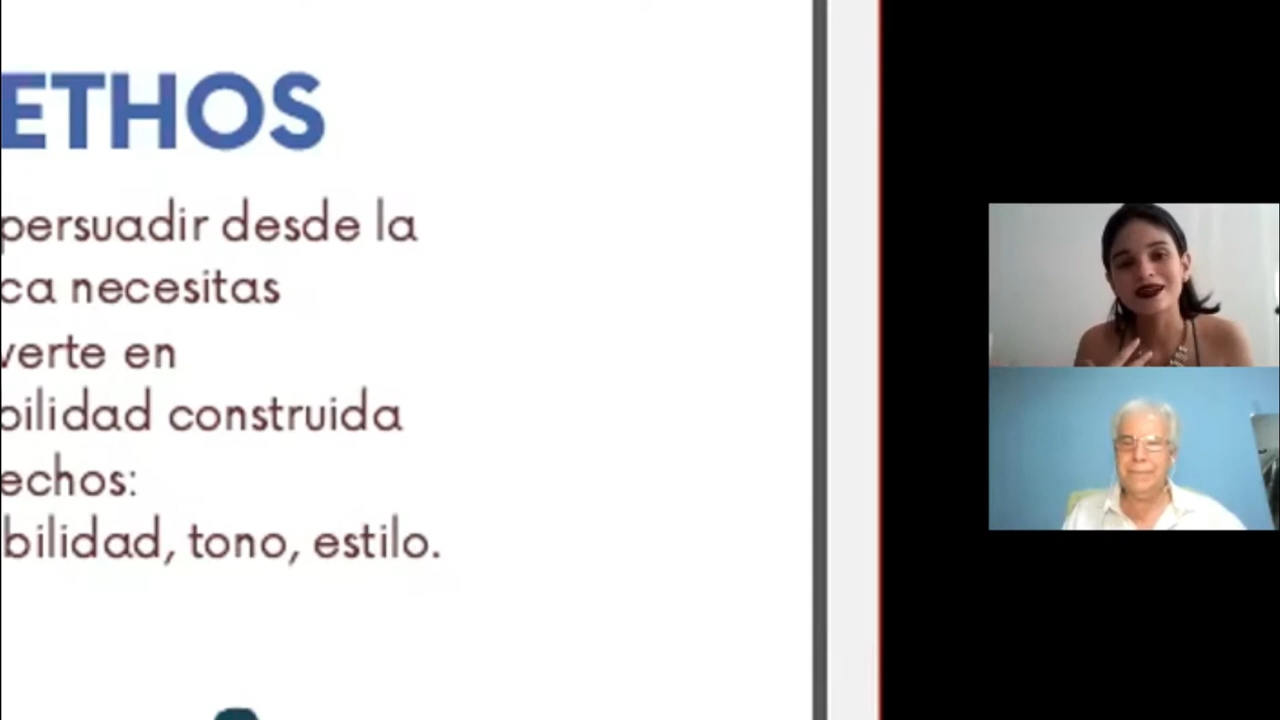 ETHOS
persuadir desde la
ca necesitas
verte en
bilidad construida
echos:
bilidad, tono, estilo.